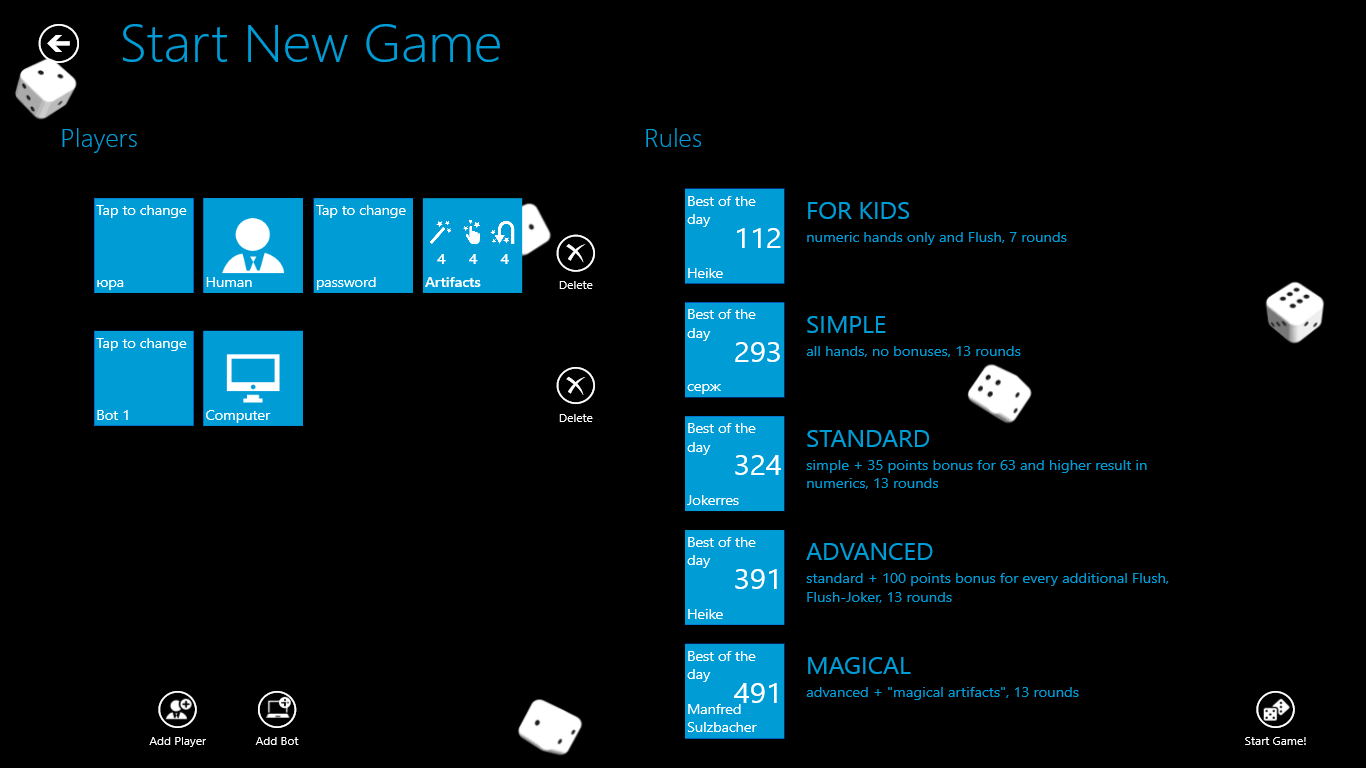 Start New Game
Players
Tap to change
юра
Human
Tap to change
password
4 4 4
Artifacts
Delete
Tap to change
Bot 1
Computer
Delete
Add Player
Add Bot
Rules
Best of the
day
112
Heike
FOR KIDS
numeric hands only and Flush, 7 rounds
Best of the
day
293
серж
SIMPLE
all hands, no bonuses, 13 rounds
Best of the
day
324
Jokerres
STANDARD
simple + 35 points bonus for 63 and higher result in
numerics, 13 rounds
Best of the
day
391
Heike
ADVANCED
standard + 100 points bonus for every additional Flush,
Flush-Joker, 13 rounds
Best of the
day
491
Manfred
Sulzbacher
MAGICAL
advanced + "magical artifacts", 13 rounds
Start Game!